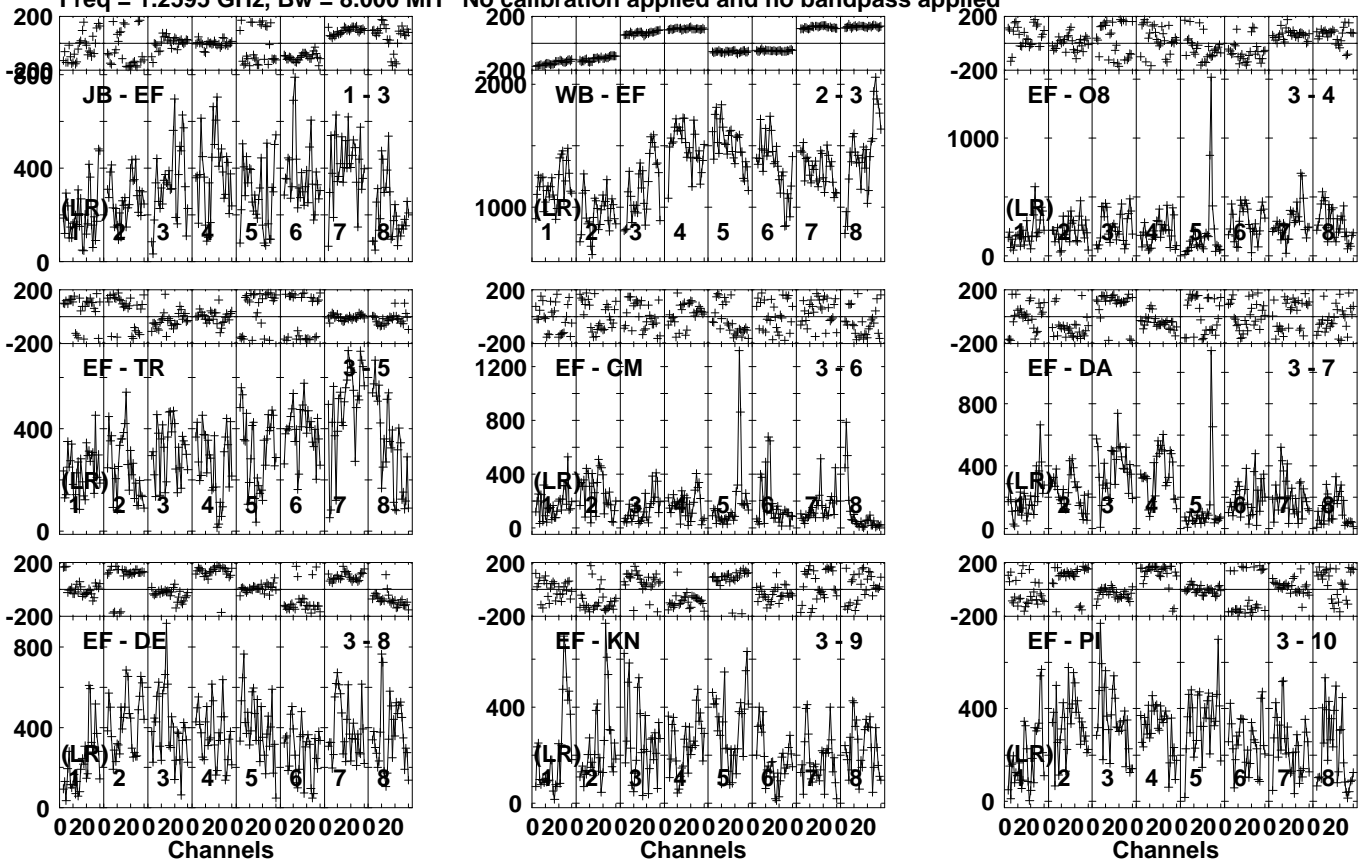 Freq = 1.2595 GHz, Bw = 8.000 MH No calibration applied and no bandpass applied
200
-200
800
400
0
JB - EF 1 - 3
(LR)
1 2 3 4 5 6 7 8
200
-200
2000
1000
WB - EF 2 - 3
(LR)
1 2 3 4 5 6 7 8
200
-200
1000
0
EF - O8 3 - 4
(LR)
1 2 3 4 5 6 7 8
200
-200
400
0
EF - TR 3 - 5
(LR)
1 2 3 4 5 6 7 8
200
-200
1200
800
400
0
EF - CM 3 - 6
(LR)
1 2 3 4 5 6 7 8
200
-200
800
400
0
EF - DA 3 - 7
(LR)
1 2 3 4 5 6 7 8
200
-200
800
400
0
EF - DE 3 - 8
(LR)
1 2 3 4 5 6 7 8
020020020020020020020020
Channels
200
-200
400
0
EF - KN 3 - 9
(LR)
1 2 3 4 5 6 7 8
020020020020020020020020
Channels
200
-200
400
0
EF - PI 3 - 10
(LR)
1 2 3 4 5 6 7 8
020020020020020020020020
Channels